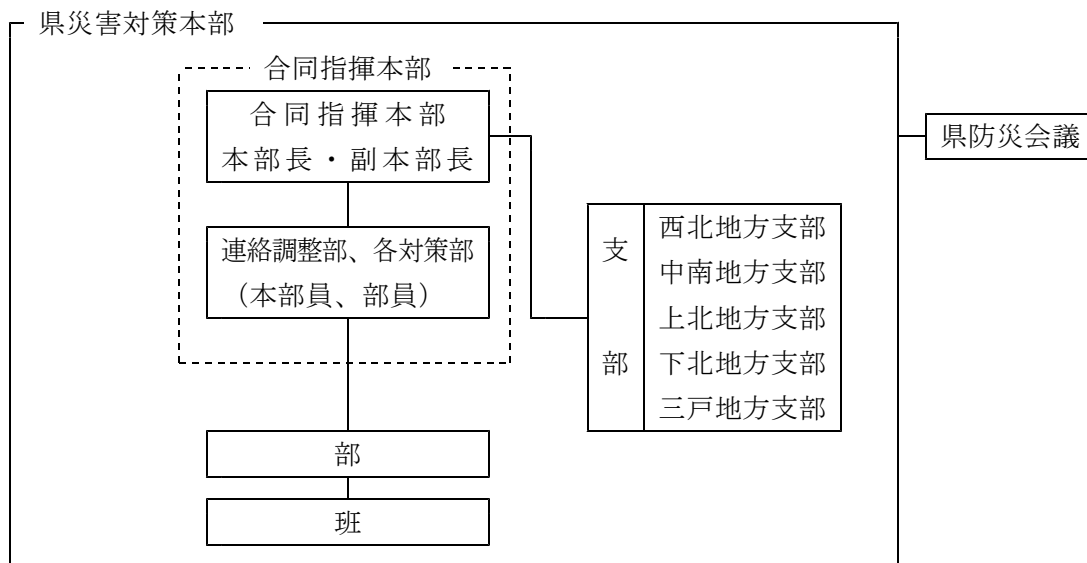 県災害対策本部
合同指揮本部
合同指揮本部
本部長・副本部長
県防災会議
連絡調整部、各対策部
（本部員、部員）
支部
西北地方支部
中南地方支部
上北地方支部
下北地方支部
三戸地方支部
部
班